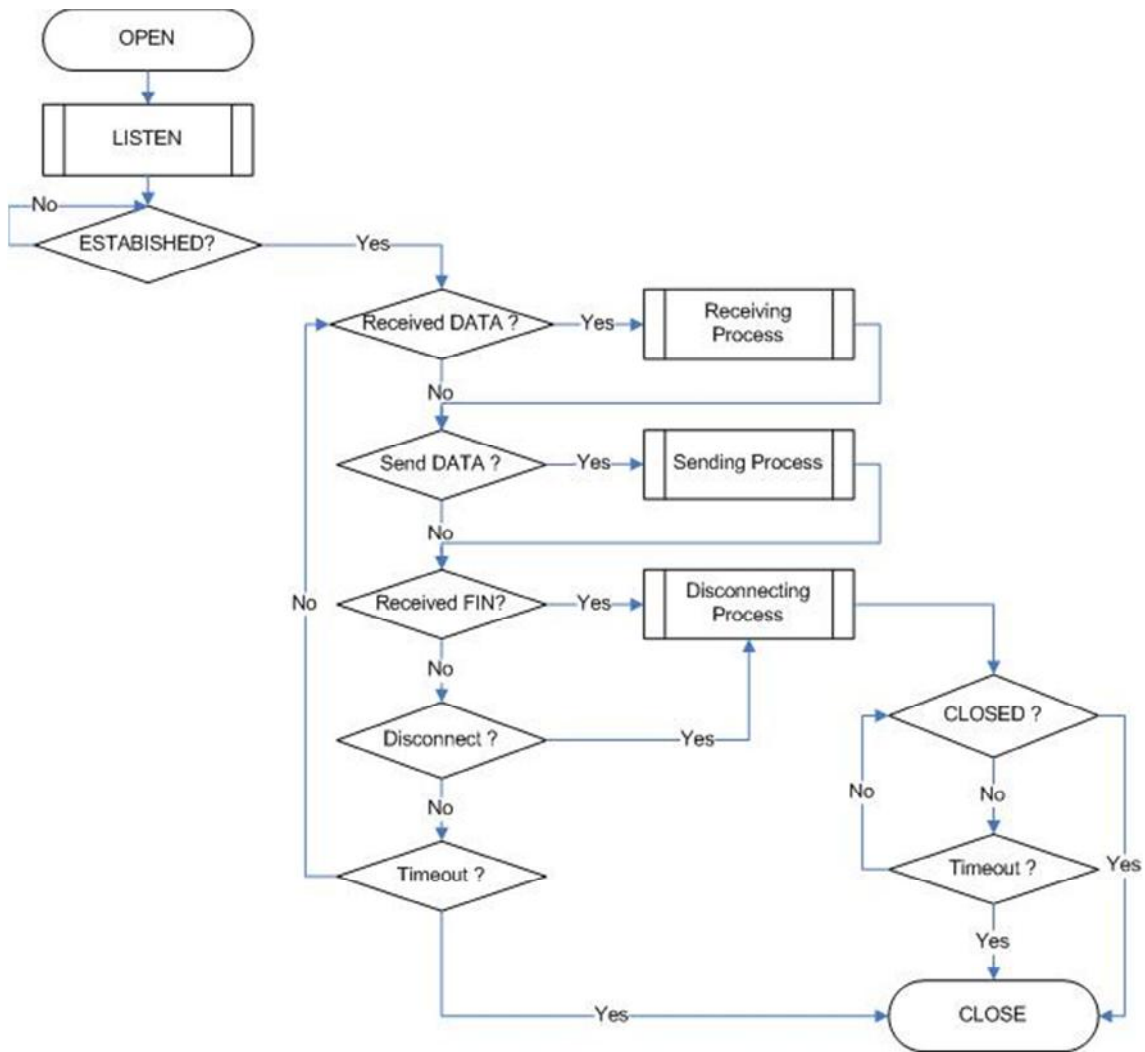 OPEN
LISTEN
No
ESTABISHED?
Yes
Received DATA ?
Yes
Receiving
Process
No
Send DATA ?
Yes
Sending Process
No
Received FIN?
Yes
Disconnecting
Process
No
No
Disconnect ?
Yes
CLOSED ?
No
No
No
Timeout ?
Timeout ?
Yes
Yes
Yes
CLOSE